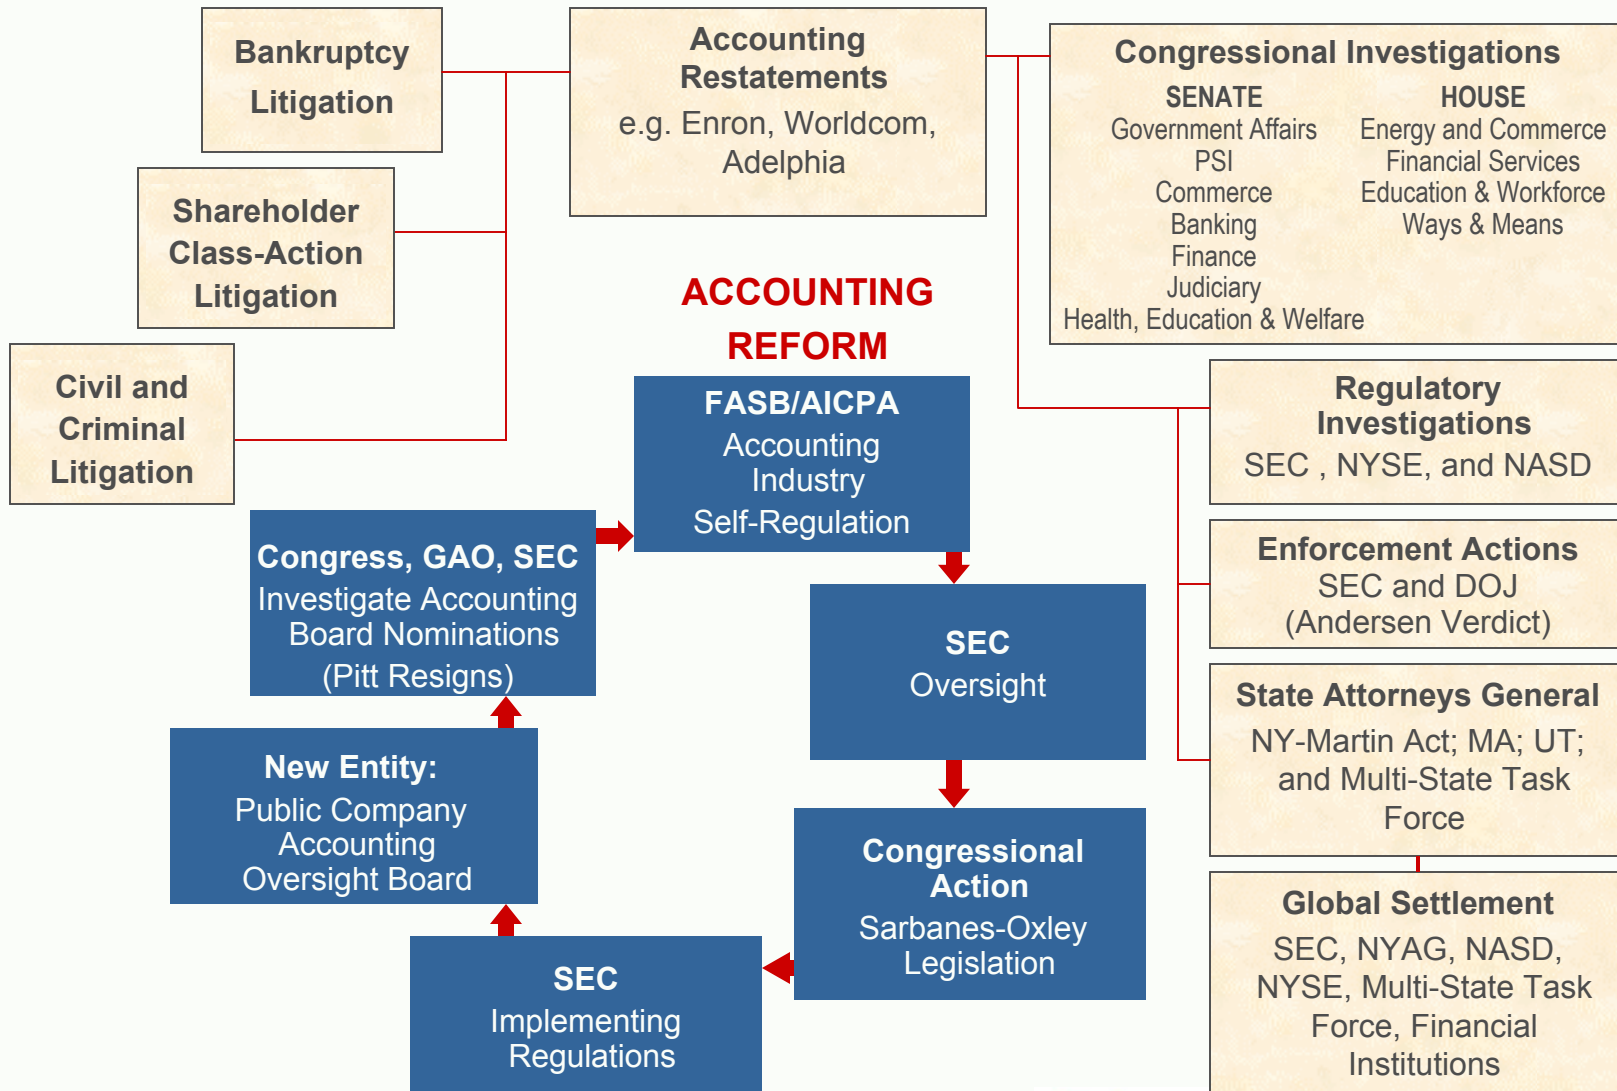 Bankruptcy
Litigation
Accounting
Restatements
e.g. Enron, Worldcom,
Adelphia
Congressional Investigations
SENATE
Government Affairs
PSI
Commerce
Banking
Finance
Judiciary
Health, Education & Welfare
HOUSE
Energy and Commerce
Financial Services
Education & Workforce
Ways & Means
Shareholder
Class-Action
Litigation
Civil and
Criminal
Litigation
ACCOUNTING
REFORM
FASB/AICPA
Accounting
Industry
Self-Regulation
SEC
Oversight
Congressional
Action
Sarbanes-Oxley
Legislation
SEC
Implementing
Regulations
New Entity:
Public Company
Accounting
Oversight Board
Congress, GAO, SEC
Investigate Accounting
Board Nominations
(Pitt Resigns)
Regulatory
Investigations
SEC , NYSE, and NASD
Enforcement Actions
SEC and DOJ
(Andersen Verdict)
State Attorneys General
NY-Martin Act; MA; UT;
and Multi-State Task
Force
Global Settlement
SEC, NYAG, NASD,
NYSE, Multi-State Task
Force, Financial
Institutions